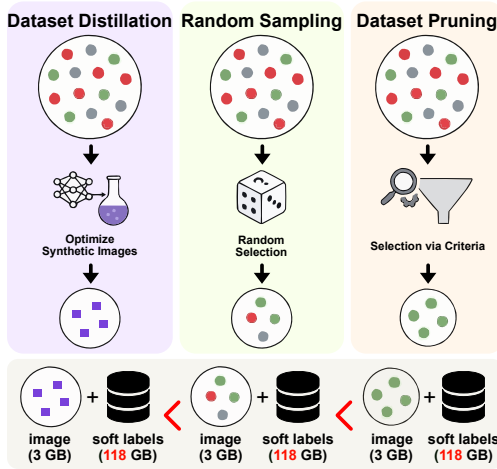 Dataset Distillation
Random Sampling
Dataset Pruning
Optimize
Synthetic Images
Random
Selection
Selection via Criteria
+
<
+
<
+
image
(3 GB)
soft labels
(118 GB)
image
(3 GB)
soft labels
(118 GB)
image
(3 GB)
soft labels
(118 GB)